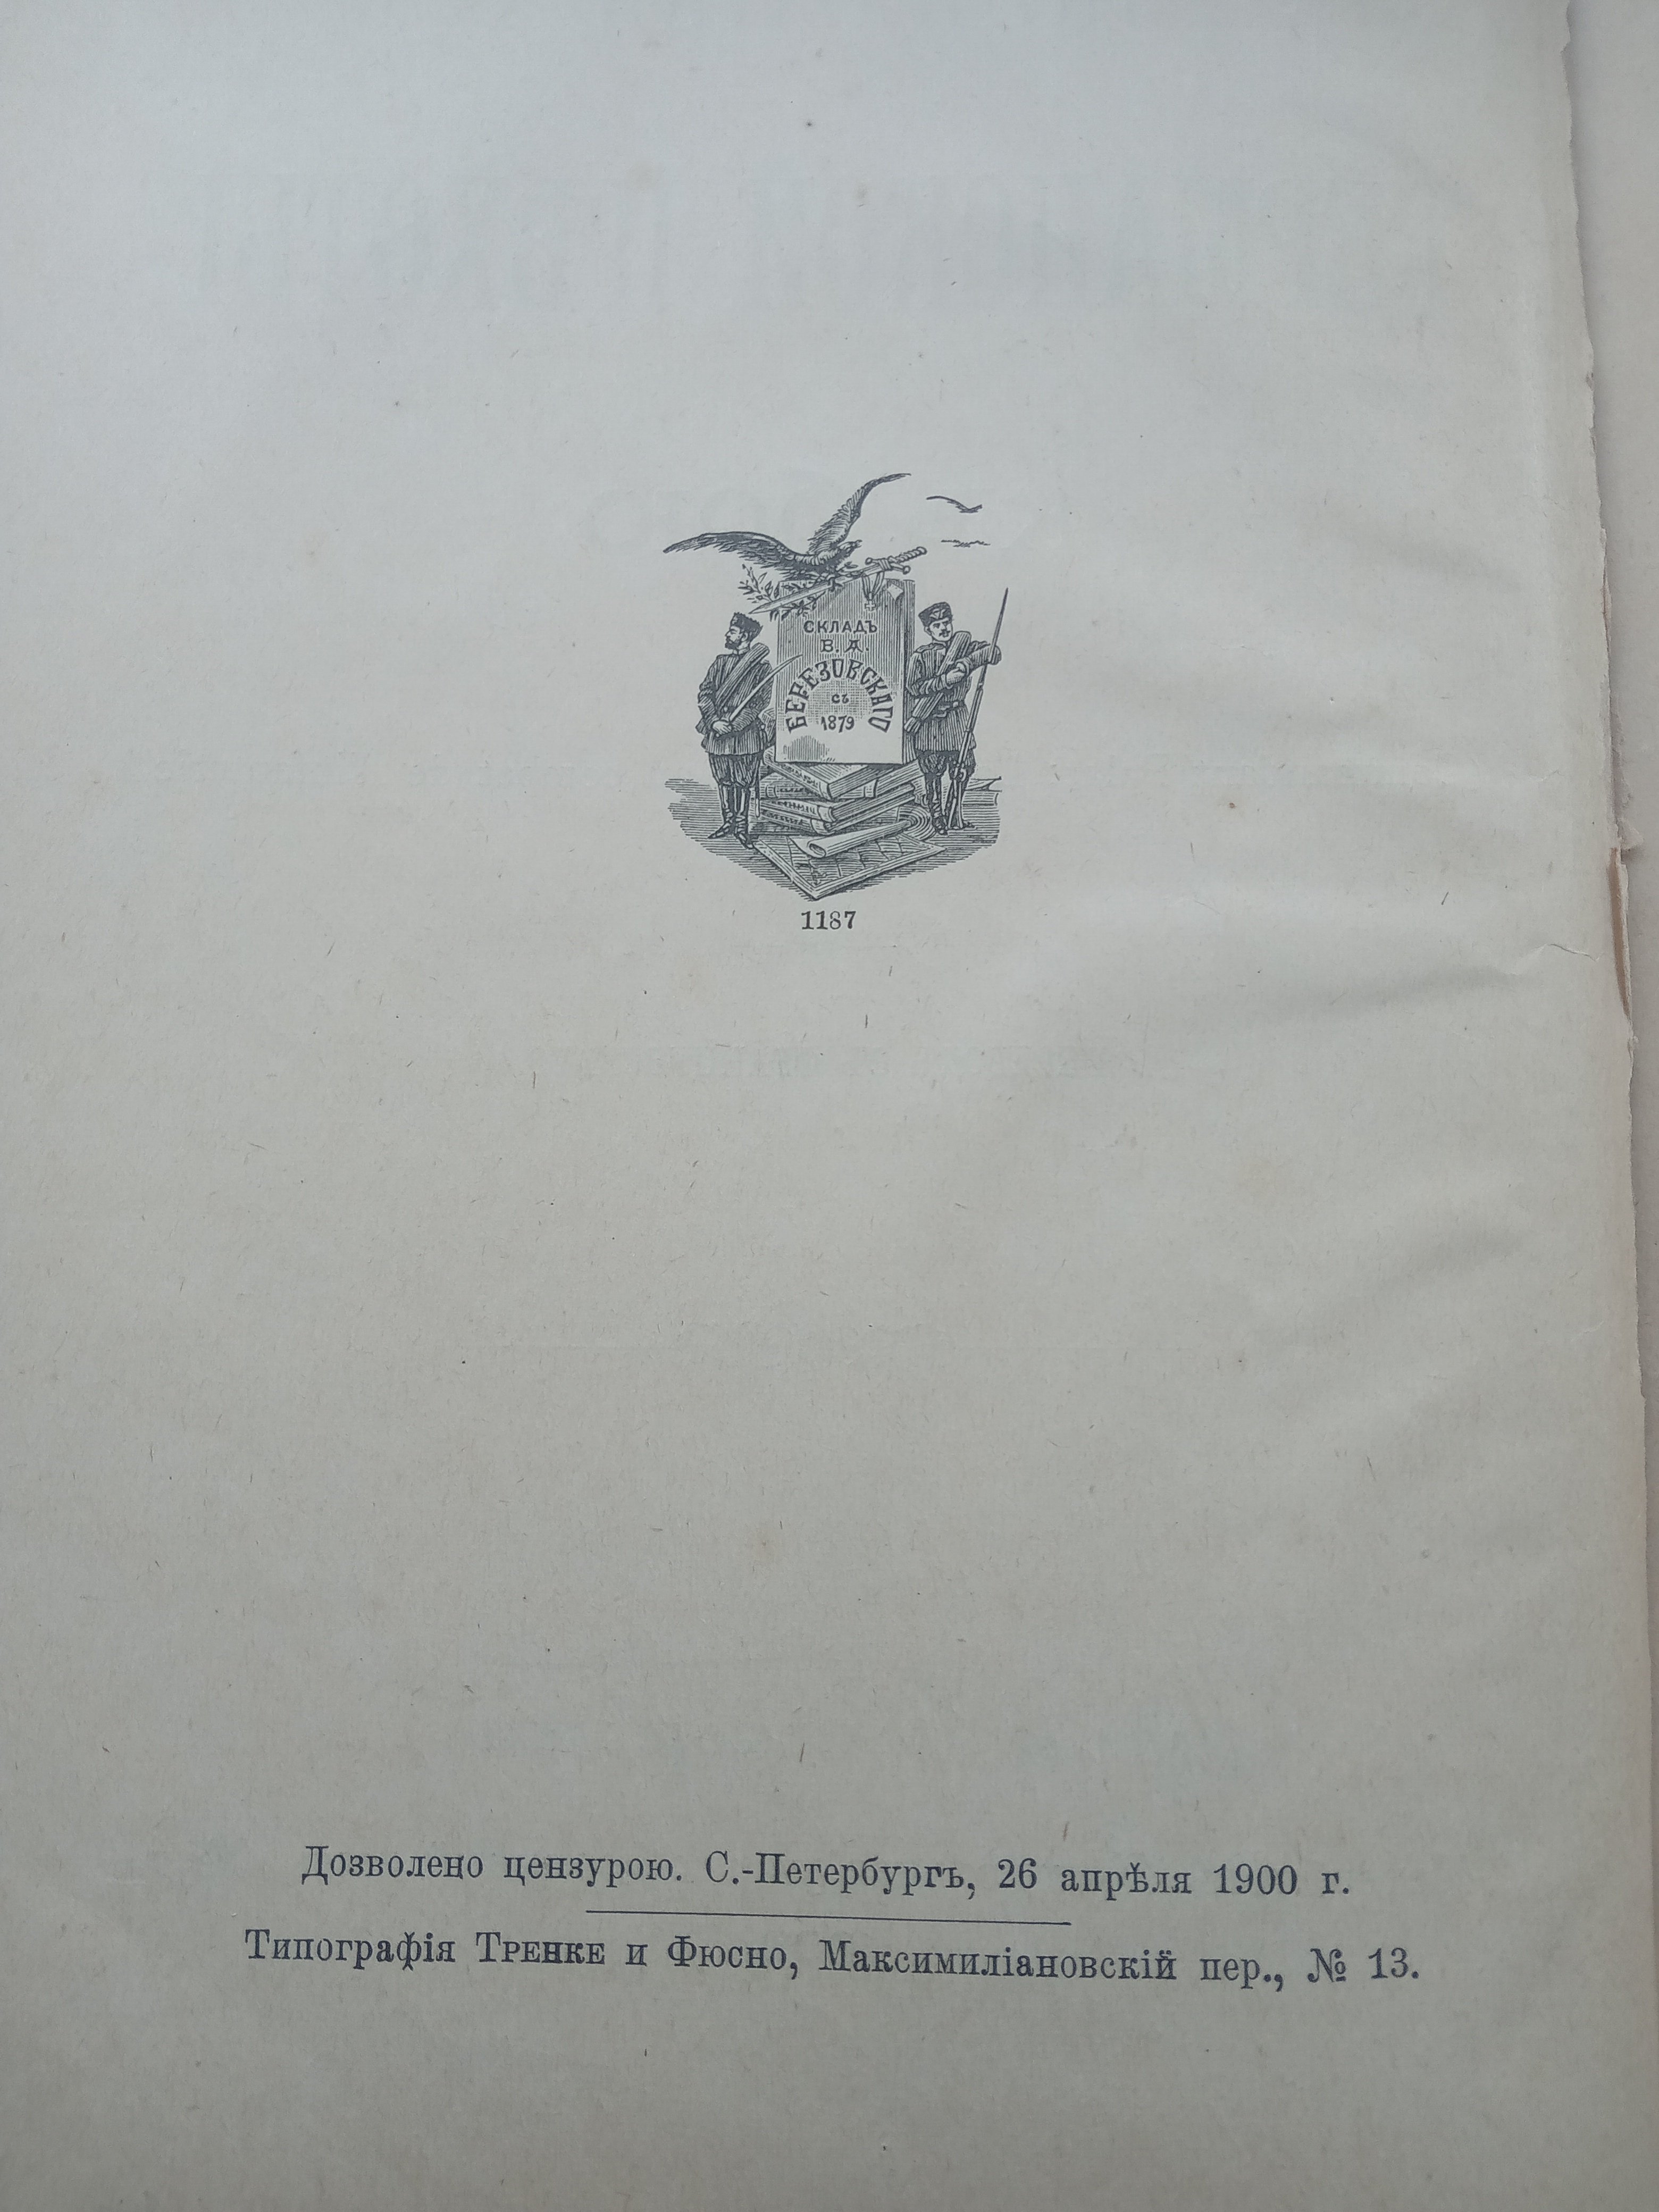 СКЛАДЪ
В. А.
БЕРЕЗОВСКАГО
съ
1879
1187
Дозволено цензурою. С.-Петербургъ, 26 апрѣля 1900 г.
Типографія Тренке и Фюсно, Максимиліановскій пер., № 13.